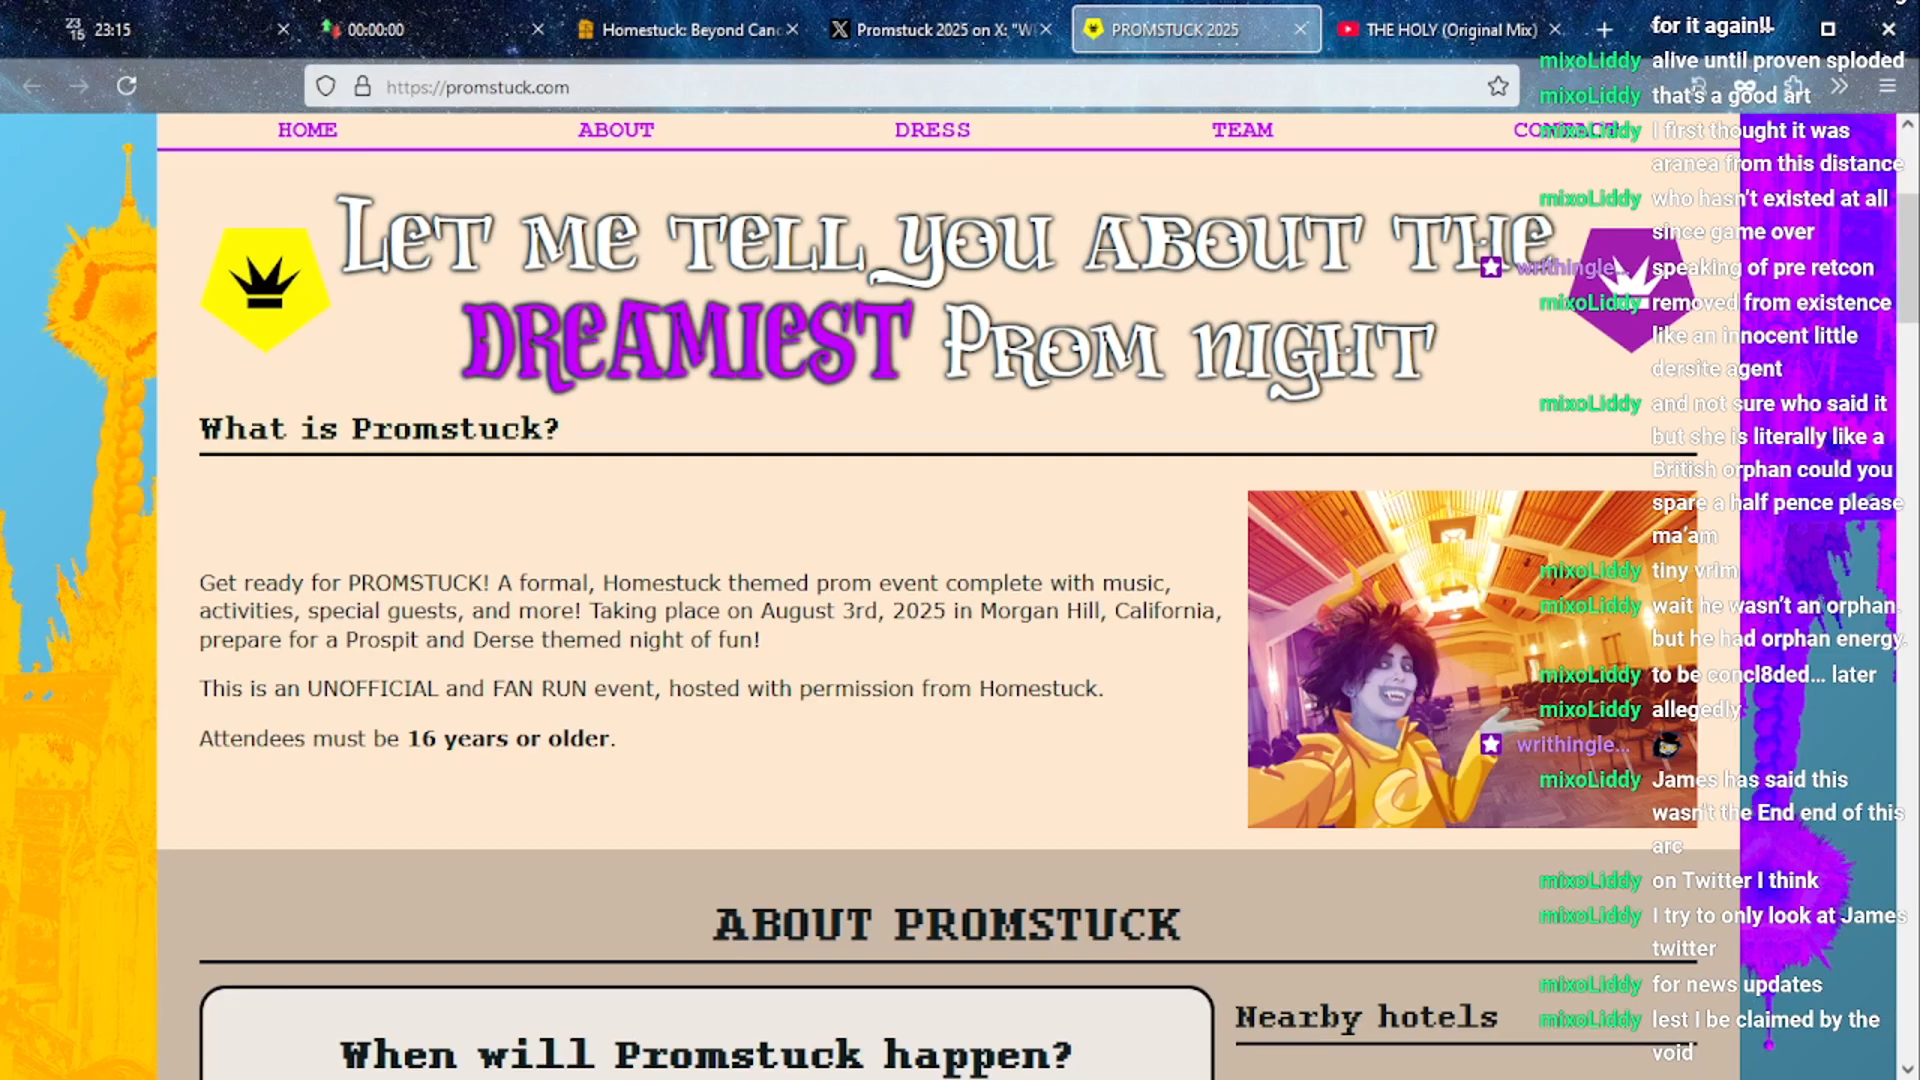 23
15
23:15
00:00:00
Homestuck: Beyond Can
Promstuck 2025 on X: "W
PROMSTUCK 2025
THE HOLY (Original Mix)
https://promstuck.com
HOME
ABOUT
DRESS
TEAM
LET ME TELL YOU ABOUT THE
DREAMIEST PROM NIGHT
What is Promstuck?
Get ready for PROMSTUCK! A formal, Homestuck themed prom event complete with music,
activities, special guests, and more! Taking place on August 3rd, 2025 in Morgan Hill, California,
prepare for a Prospit and Derse themed night of fun!
This is an UNOFFICIAL and FAN RUN event, hosted with permission from Homestuck.
Attendees must be 16 years or older.
ABOUT PROMSTUCK
When will Promstuck happen?
Nearby hotels
for it again!!
mixoLiddy alive until proven sploded
mixoLiddy that's a good art
mixoLiddy I first thought it was
aranea from this distance
mixoLiddy who hasn't existed at all
since game over
writhingle... speaking of pre retcon
mixoLiddy removed from existence
like an innocent little
dersite agent
mixoLiddy and not sure who said it
but she is literally like a
British orphan could you
spare a half pence please
ma'am
mixoLiddy tiny vrim
mixoLiddy wait he wasn't an orphan
but he had orphan energy
mixoLiddy to be concl8ded... later
mixoLiddy allegedly
writhingle...
mixoLiddy James has said this
wasn't the End end of this
arc
mixoLiddy on Twitter I think
mixoLiddy I try to only look at James
twitter
mixoLiddy for news updates
mixoLiddy lest I be claimed by the
void